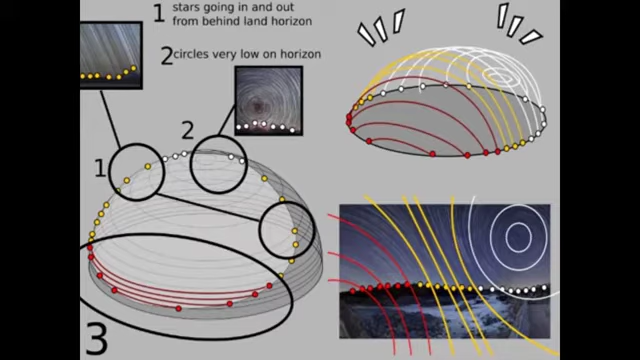 1 stars going in and out
from behind land horizon
2 circles very low on horizon
2
1
3